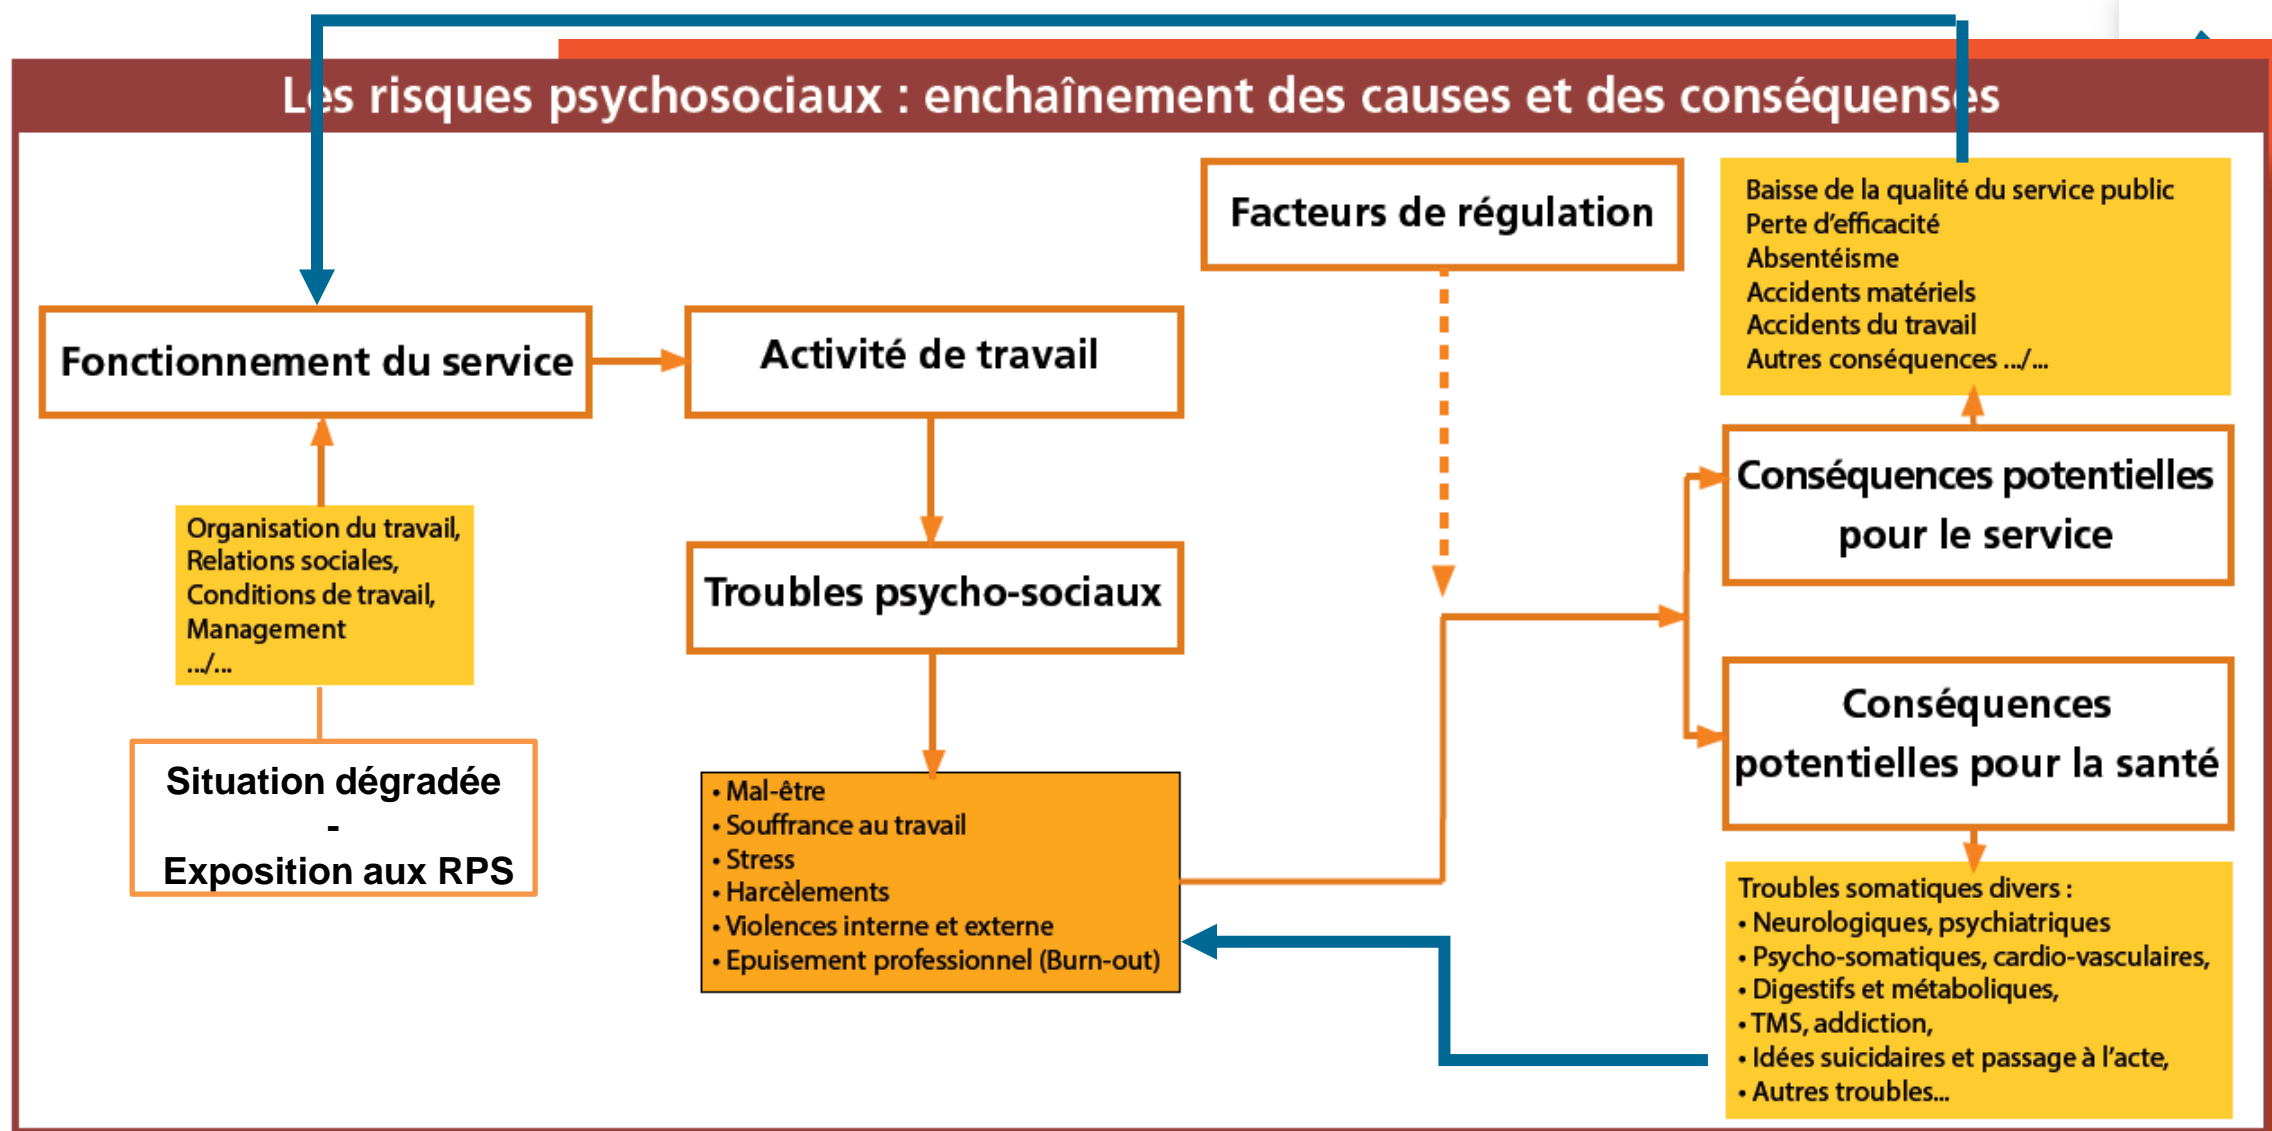 Les risques psychosociaux : enchaînement des causes et des conséquenses
Fonctionnement du service
Organisation du travail,
Relations sociales,
Conditions de travail,
Management
.../...
Situation dégradée
-
Exposition aux RPS
Activité de travail
Troubles psycho-sociaux
• Mal-être
• Souffrance au travail
• Stress
• Harcèlements
• Violences interne et externe
• Epuisement professionnel (Burn-out)
Facteurs de régulation
Baisse de la qualité du service public
Perte d'efficacité
Absentéisme
Accidents matériels
Accidents du travail
Autres conséquences .../...
Conséquences potentielles
pour le service
Conséquences
potentielles pour la santé
Troubles somatiques divers :
• Neurologiques, psychiatriques
• Psycho-somatiques, cardio-vasculaires,
• Digestifs et métaboliques,
• TMS, addiction,
• Idées suicidaires et passage à l'acte,
• Autres troubles...